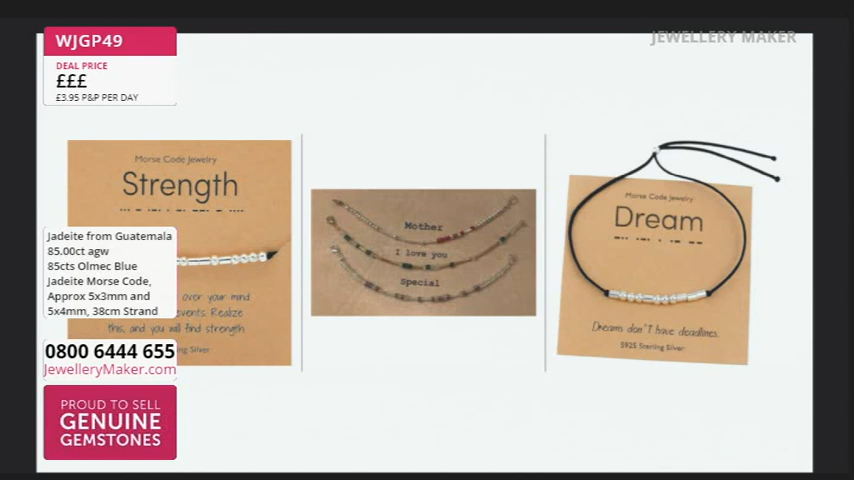 WJGP49
DEAL PRICE
£££
£3.95 P&P PER DAY
JEWELLERY MAKER
Jadeite from Guatemala
85.00ct agw
85cts Olmec Blue
Jadeite Morse Code,
Approx 5x3mm and
5x4mm, 38cm Strand
0800 6444 655
JewelleryMaker.com
PROUD TO SELL
GENUINE
GEMSTONES
Morse Code Jewelry
Strength
over your mind
events. Realize
this, and you will find strength
ng Silver
Mother
I love you
Special
Morse Code Jewelry
Dream
Dreams don't have deadlines.
S925 Sterling Silver